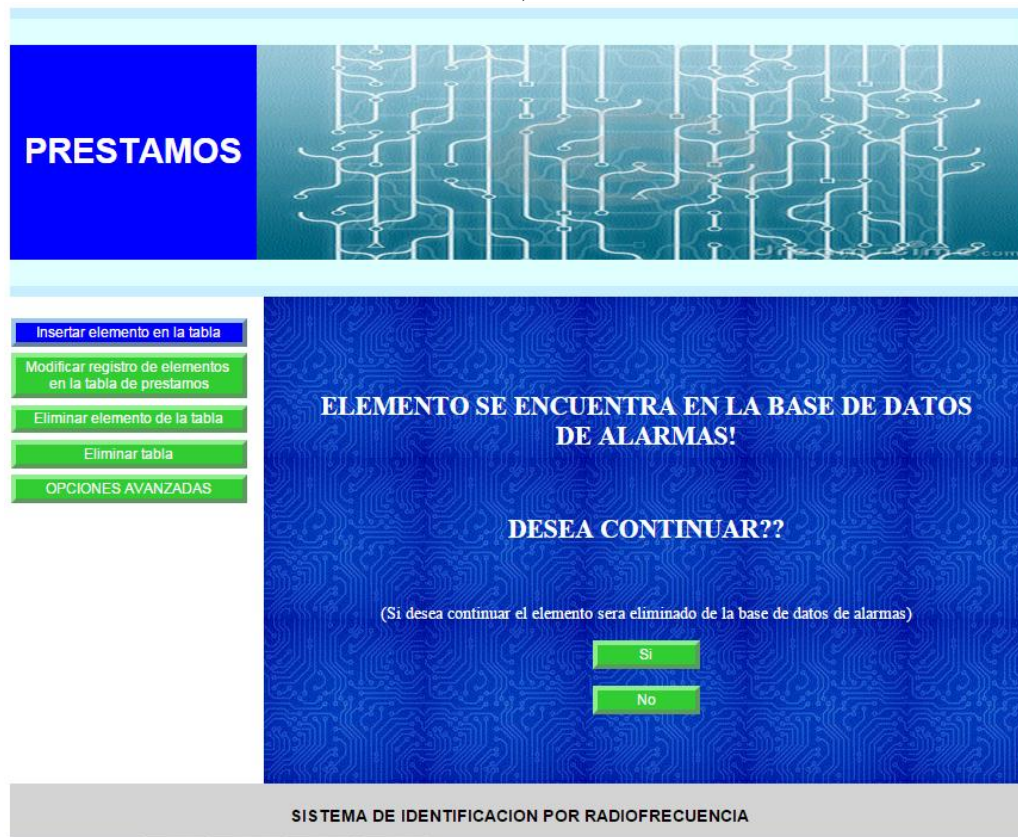 PRESTAMOS
dreamstime.com
Insertar elemento en la tabla
Modificar registro de elementos
en la tabla de prestamos
Eliminar elemento de la tabla
Eliminar tabla
OPCIONES AVANZADAS
ELEMENTO SE ENCUENTRA EN LA BASE DE DATOS
DE ALARMAS!
DESEA CONTINUAR??
(Si desea continuar el elemento sera eliminado de la base de datos de alarmas)
Si
No
SISTEMA DE IDENTIFICACION POR RADIOFRECUENCIA